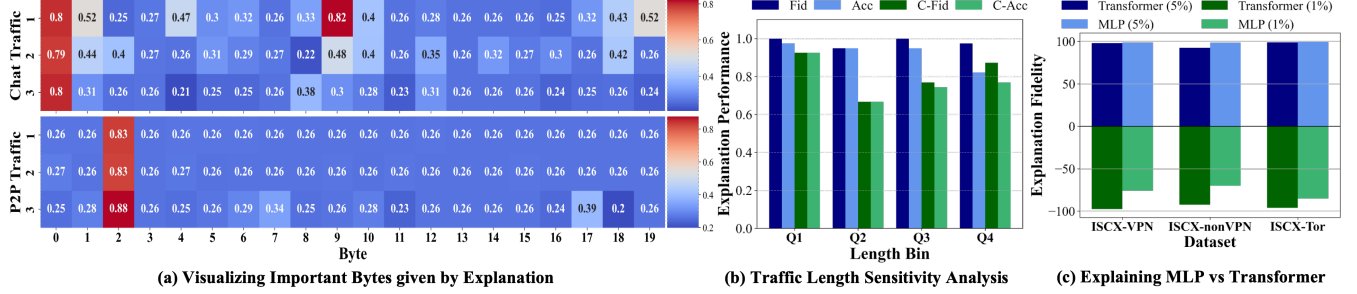 Chat Traffic
1 0.8 0.52 0.26 0.27 0.47 0.3 0.32 0.26 0.33 0.82 0.4 0.25 0.28 0.26 0.26 0.26 0.25 0.32 0.43 0.52
2 0.79 0.44 0.4 0.27 0.26 0.31 0.29 0.27 0.22 0.48 0.4 0.26 0.35 0.28 0.32 0.27 0.3 0.26 0.42 0.26
3 0.8 0.31 0.26 0.26 0.21 0.25 0.25 0.26 0.38 0.3 0.28 0.23 0.31 0.26 0.26 0.26 0.24 0.25 0.26 0.24
0.8
0.6
0.4
P2P Traffic
1 0.26 0.26 0.83 0.26 0.26 0.26 0.26 0.26 0.26 0.26 0.26 0.26 0.26 0.26 0.26 0.26 0.26 0.26 0.26 0.26
2 0.27 0.26 0.83 0.26 0.27 0.26 0.26 0.26 0.26 0.26 0.26 0.26 0.26 0.26 0.26 0.26 0.26 0.26 0.26 0.26
3 0.25 0.28 0.88 0.26 0.25 0.26 0.29 0.34 0.25 0.26 0.28 0.23 0.26 0.26 0.26 0.26 0.24 0.39 0.2 0.26
0.8
0.6
0.4
0.2
0 1 2 3 4 5 6 7 8 9 10 11 12 13 14 15 16 17 18 19
Byte
(a) Visualizing Important Bytes given by Explanation
Fid Acc C-Fid C-Acc
Explanation Performance
1.0
0.8
0.6
0.4
0.2
0.0
Q1 Q2 Q3 Q4
Length Bin
(b) Traffic Length Sensitivity Analysis
Transformer (5%) Transformer (1%)
MLP (5%) MLP (1%)
Explanation Fidelity
100
50
0
−50
−100
ISCX-VPN ISCX-nonVPN ISCX-Tor
Dataset
(c) Explaining MLP vs Transformer